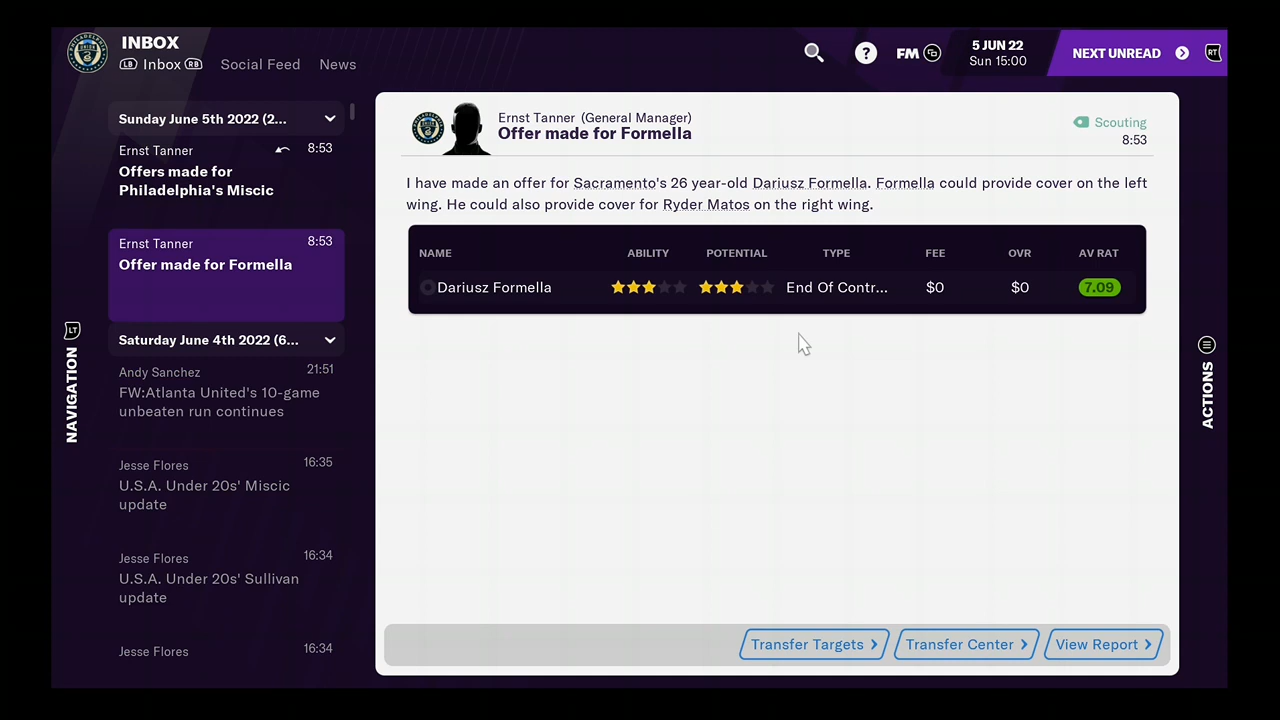 INBOX
LB Inbox RB Social Feed News
? FM
5 JUN 22
Sun 15:00
NEXT UNREAD RT
Sunday June 5th 2022 (2...
Ernst Tanner 8:53
Offers made for
Philadelphia's Miscic
Ernst Tanner 8:53
Offer made for Formella
Saturday June 4th 2022 (6...
Andy Sanchez 21:51
FW:Atlanta United's 10-game
unbeaten run continues
Jesse Flores 16:35
U.S.A. Under 20s' Miscic
update
Jesse Flores 16:34
U.S.A. Under 20s' Sullivan
update
Jesse Flores 16:34
LT
NAVIGATION
Ernst Tanner (General Manager)
Offer made for Formella
Scouting
8:53
I have made an offer for Sacramento's 26 year-old Dariusz Formella. Formella could provide cover on the left
wing. He could also provide cover for Ryder Matos on the right wing.
NAME ABILITY POTENTIAL TYPE FEE OVR AV RAT
Dariusz Formella End Of Contr... $0 $0 7.09
Transfer Targets Transfer Center View Report
ACTIONS